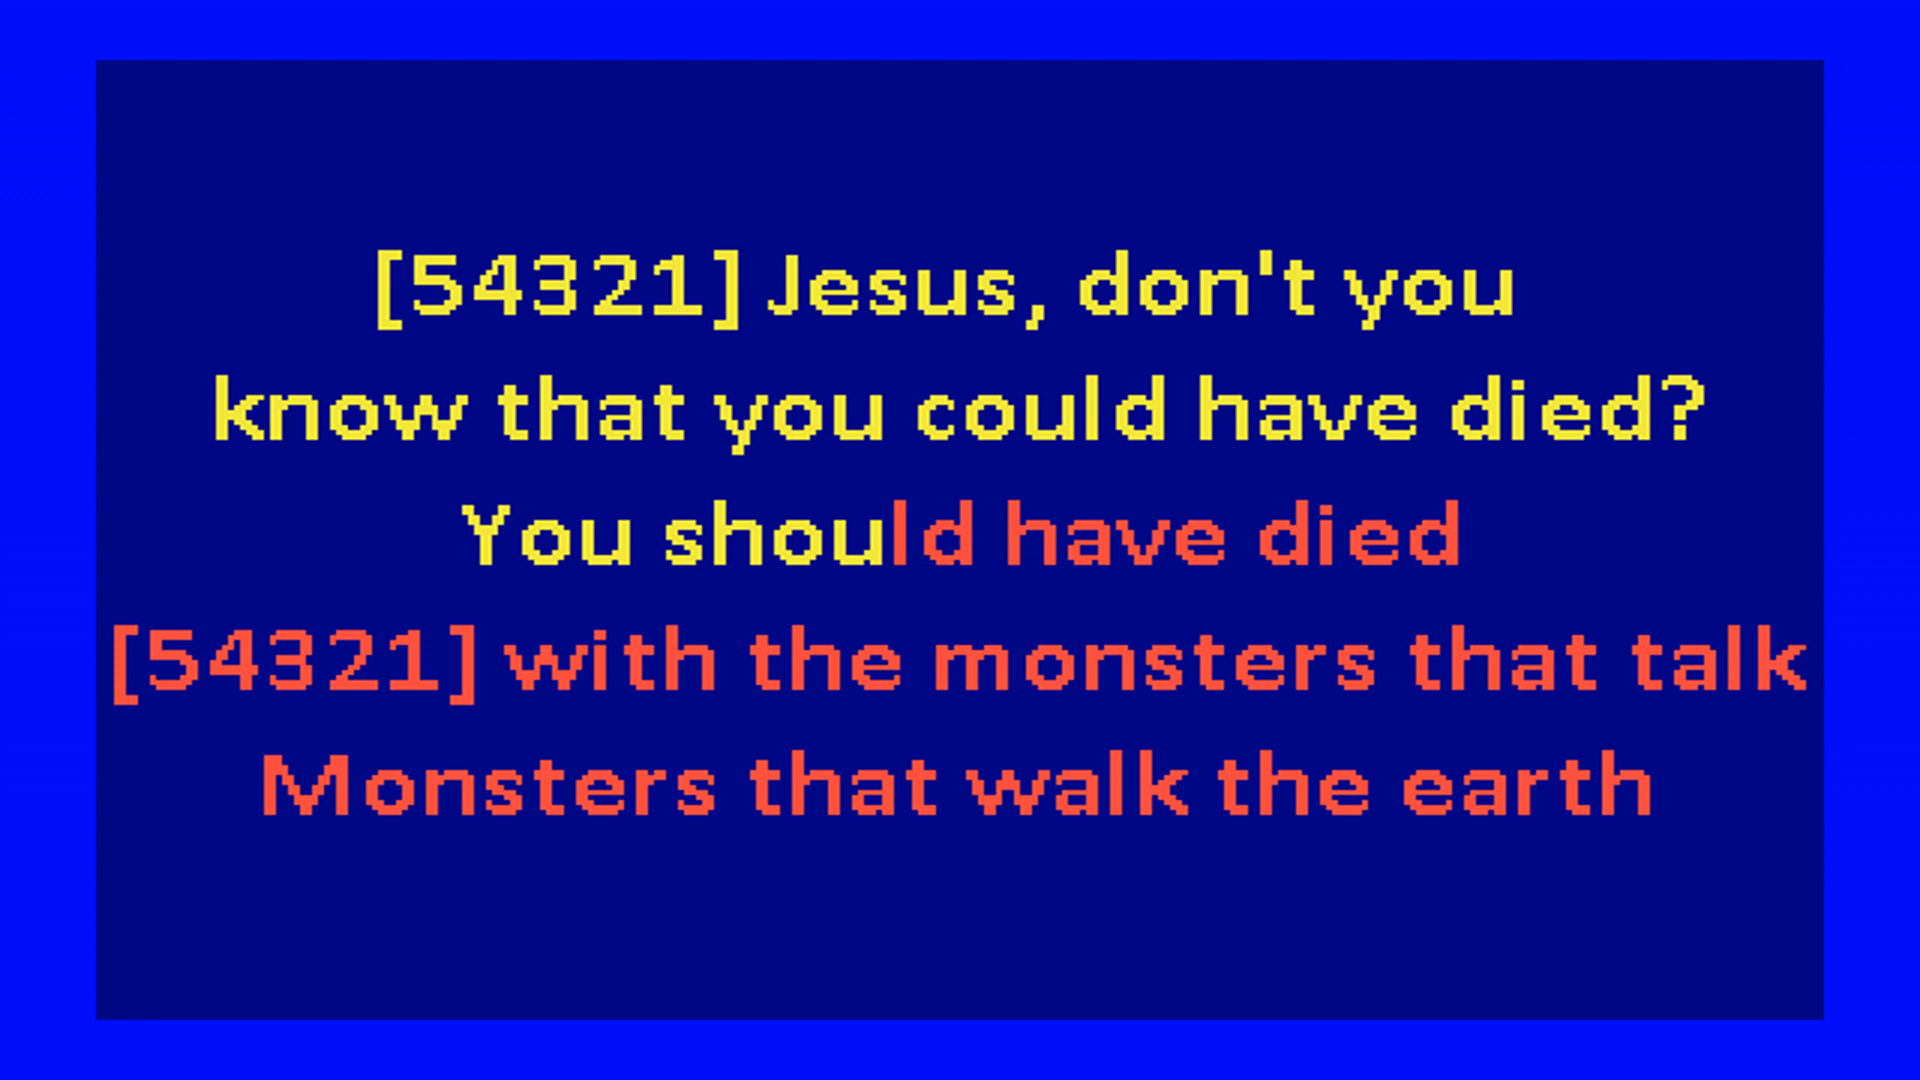 [54321] Jesus, don't you
know that you could have died?
You should have died
[54321] with the monsters that talk
Monsters that walk the earth